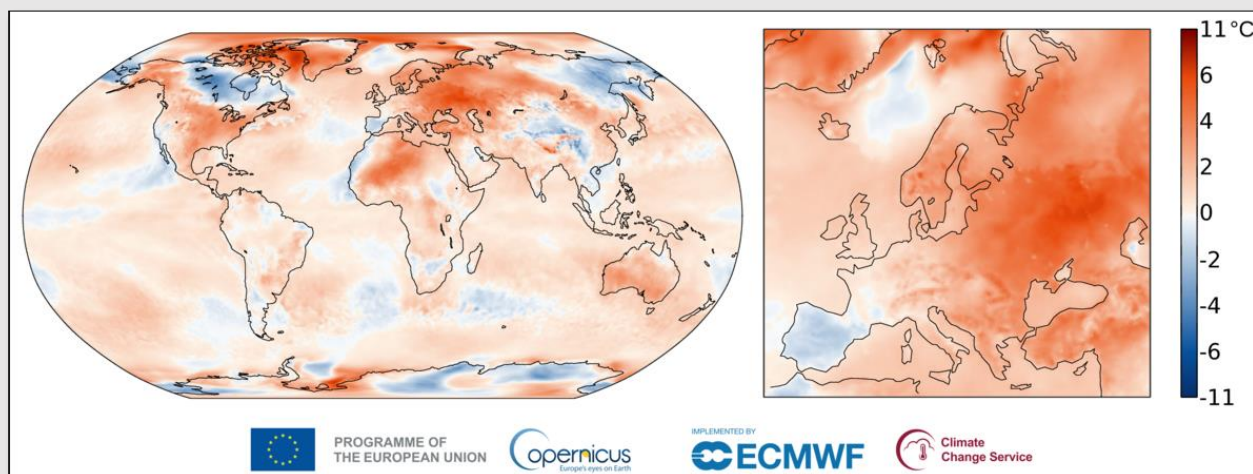 11 °C
6
4
2
0
-2
-4
-6
-11
PROGRAMME OF
THE EUROPEAN UNION
opernicus
Europe's eyes on Earth
IMPLEMENTED BY
ECMWF
Climate
Change Service